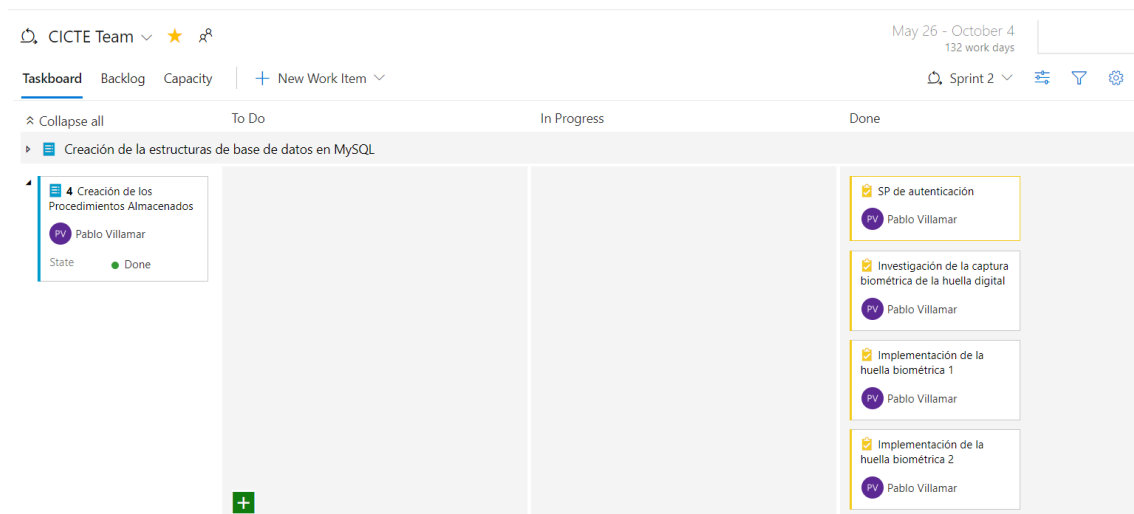 CICTE Team
May 26 - October 4
132 work days
Taskboard Backlog Capacity + New Work Item
Sprint 2
Collapse all To Do In Progress Done
Creación de la estructuras de base de datos en MySQL
4 Creación de los
Procedimientos Almacenados
PV Pablo Villamar
State Done
SP de autenticación
PV Pablo Villamar
Investigación de la captura
biométrica de la huella digital
PV Pablo Villamar
Implementación de la
huella biométrica 1
PV Pablo Villamar
Implementación de la
huella biométrica 2
PV Pablo Villamar